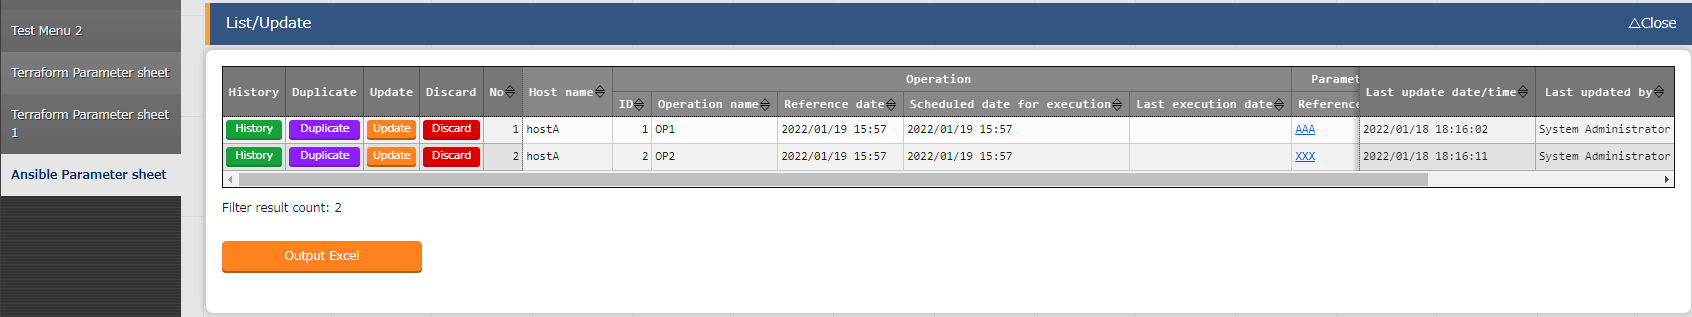 Test Menu 2
Terraform Parameter sheet
Terraform Parameter sheet
1
Ansible Parameter sheet
List/Update
△Close
History Duplicate Update Discard No Host name Operation Paramet Last update date/time Last updated by
ID Operation name Reference date Scheduled date for execution Last execution date Reference
History Duplicate Update Discard 1 hostA 1 OP1 2022/01/19 15:57 2022/01/19 15:57 AAA 2022/01/18 18:16:02 System Administrator
History Duplicate Update Discard 2 hostA 2 OP2 2022/01/19 15:57 2022/01/19 15:57 XXX 2022/01/18 18:16:11 System Administrator
Filter result count: 2
Output Excel